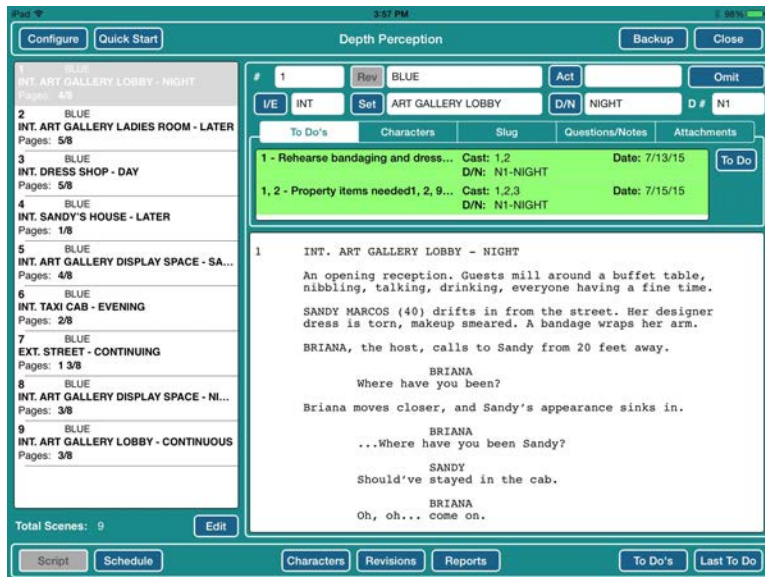 iPad 3:57 PM 98%
Configure Quick Start Depth Perception Backup Close
1 BLUE
INT. ART GALLERY LOBBY - NIGHT
Pages: 4/8
2 BLUE
INT. ART GALLERY LADIES ROOM - LATER
Pages: 5/8
3 BLUE
INT. DRESS SHOP - DAY
Pages: 5/8
4 BLUE
INT. SANDY'S HOUSE - LATER
Pages: 1/8
5 BLUE
INT. ART GALLERY DISPLAY SPACE - SA...
Pages: 4/8
6 BLUE
INT. TAXI CAB - EVENING
Pages: 2/8
7 BLUE
EXT. STREET - CONTINUING
Pages: 1 3/8
8 BLUE
INT. ART GALLERY DISPLAY SPACE - NI...
Pages: 3/8
9 BLUE
INT. ART GALLERY LOBBY - CONTINUOUS
Pages: 3/8
Total Scenes: 9 Edit
# 1 Rev BLUE Act Omit
I/E INT Set ART GALLERY LOBBY D/N NIGHT D # N1
To Do's Characters Slug Questions/Notes Attachments
1 - Rehearse bandaging and dress... Cast: 1,2 Date: 7/13/15 To Do
D/N: N1-NIGHT
1, 2 - Property items needed1, 2, 9... Cast: 1,2,3 Date: 7/15/15
D/N: N1-NIGHT
1 INT. ART GALLERY LOBBY - NIGHT
An opening reception. Guests mill around a buffet table,
nibbling, talking, drinking, everyone having a fine time.
SANDY MARCOS (40) drifts in from the street. Her designer
dress is torn, makeup smeared. A bandage wraps her arm.
BRIANA, the host, calls to Sandy from 20 feet away.
BRIANA
Where have you been?
Briana moves closer, and Sandy's appearance sinks in.
BRIANA
...Where have you been Sandy?
SANDY
Should've stayed in the cab.
BRIANA
Oh, oh... come on.
Script Schedule Characters Revisions Reports To Do's Last To Do